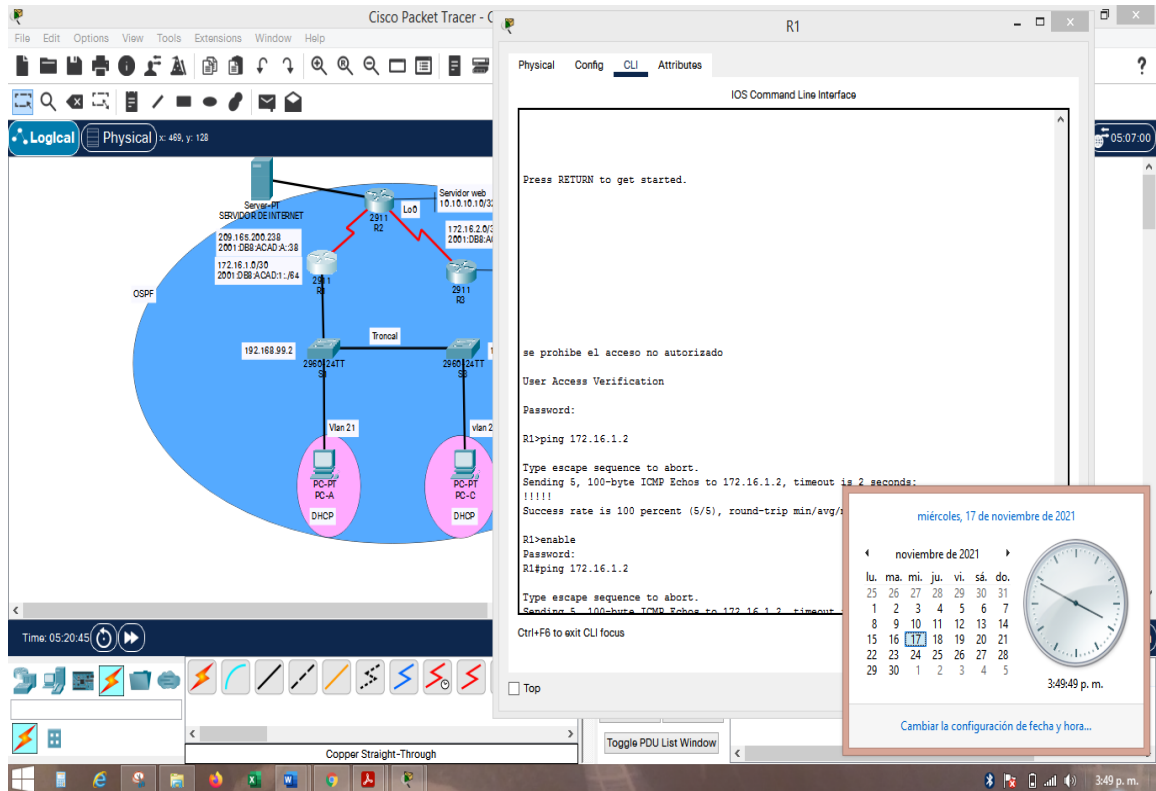 Cisco Packet Tracer - C
File Edit Options View Tools Extensions Window Help
Logical Physical x: 469, y: 128
05:07:00
Server-PT
SERVIDOR DE INTERNET
209.165.200.238
2001:DB8:ACAD:A::38
172.16.1.0/30
2001:DB8:ACAD:1::/64
2911
R2
Lo0
Servidor web
10.10.10.10/32
172.16.2.0/3
2001:DB8:A
2911
R1
2911
R3
OSPF
192.168.99.2
Troncal
2960-24TT
S1
2960-24TT
S3
Vlan 21
vlan 2
PC-PT
PC-A
DHCP
PC-PT
PC-C
DHCP
Time: 05:20:45
Copper Straight-Through
Toggle PDU List Window
R1
Physical Config CLI Attributes
IOS Command Line Interface
Press RETURN to get started.
se prohibe el acceso no autorizado
User Access Verification
Password:
R1>ping 172.16.1.2
Type escape sequence to abort.
Sending 5, 100-byte ICMP Echos to 172.16.1.2, timeout is 2 seconds:
!!!!!
Success rate is 100 percent (5/5), round-trip min/avg/
R1>enable
Password:
R1#ping 172.16.1.2
Type escape sequence to abort.
Sending 5, 100-byte ICMP Echos to 172.16.1.2, timeout
Ctrl+F6 to exit CLI focus
Top
miércoles, 17 de noviembre de 2021
noviembre de 2021
lu. ma. mi. ju. vi. sá. do.
25 26 27 28 29 30 31
1 2 3 4 5 6 7
8 9 10 11 12 13 14
15 16 17 18 19 20 21
22 23 24 25 26 27 28
29 30 1 2 3 4 5
3:49:49 p. m.
Cambiar la configuración de fecha y hora...
3:49 p. m.